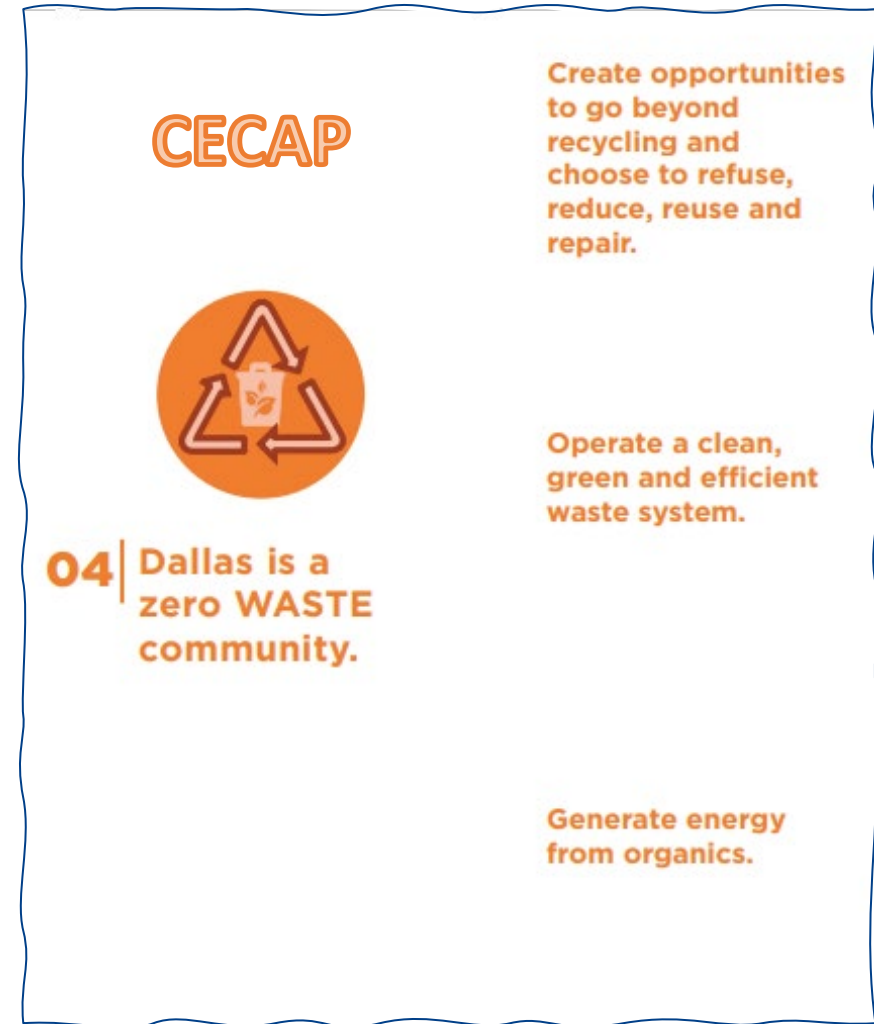 CECAP
04
Dallas is a
zero WASTE
community.
Create opportunities
to go beyond
recycling and
choose to refuse,
reduce, reuse and
repair.
Operate a clean,
green and efficient
waste system.
Generate energy
from organics.